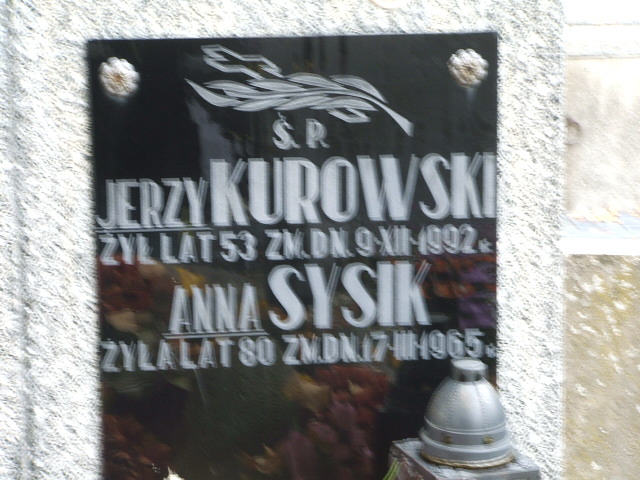 Ś. P.
JERZY KUROWSKI
ŻYŁ LAT 53 ZM. DN. 9-XII-1992 R.
ANNA SYSIK
ŻYŁA LAT 80 ZM. DN. 17-III-1965 R.